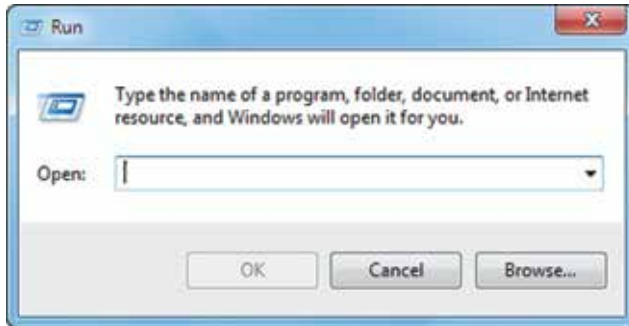 Run
Type the name of a program, folder, document, or Internet
resource, and Windows will open it for you.
Open:
OK Cancel Browse...